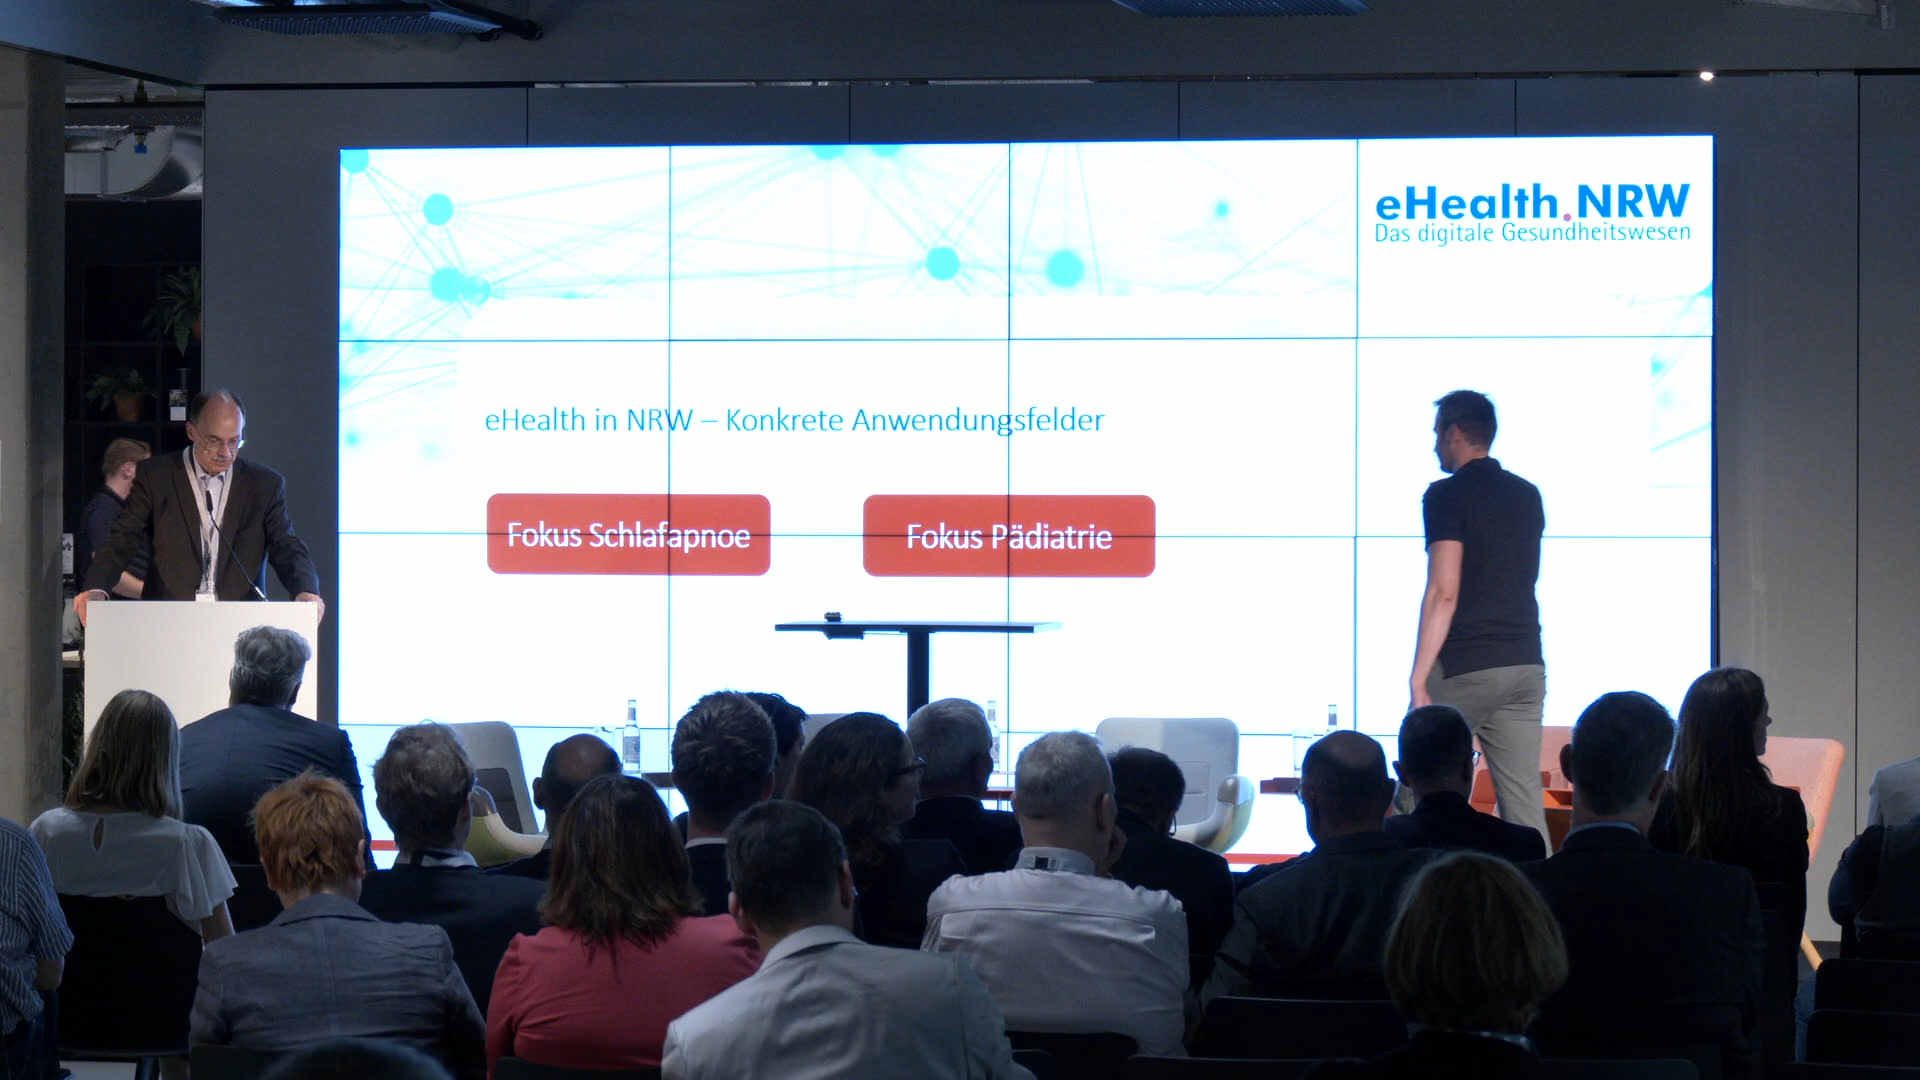 eHealth.NRW
Das digitale Gesundheitswesen
eHealth in NRW – Konkrete Anwendungsfelder
Fokus Schlafapnoe
Fokus Pädiatrie